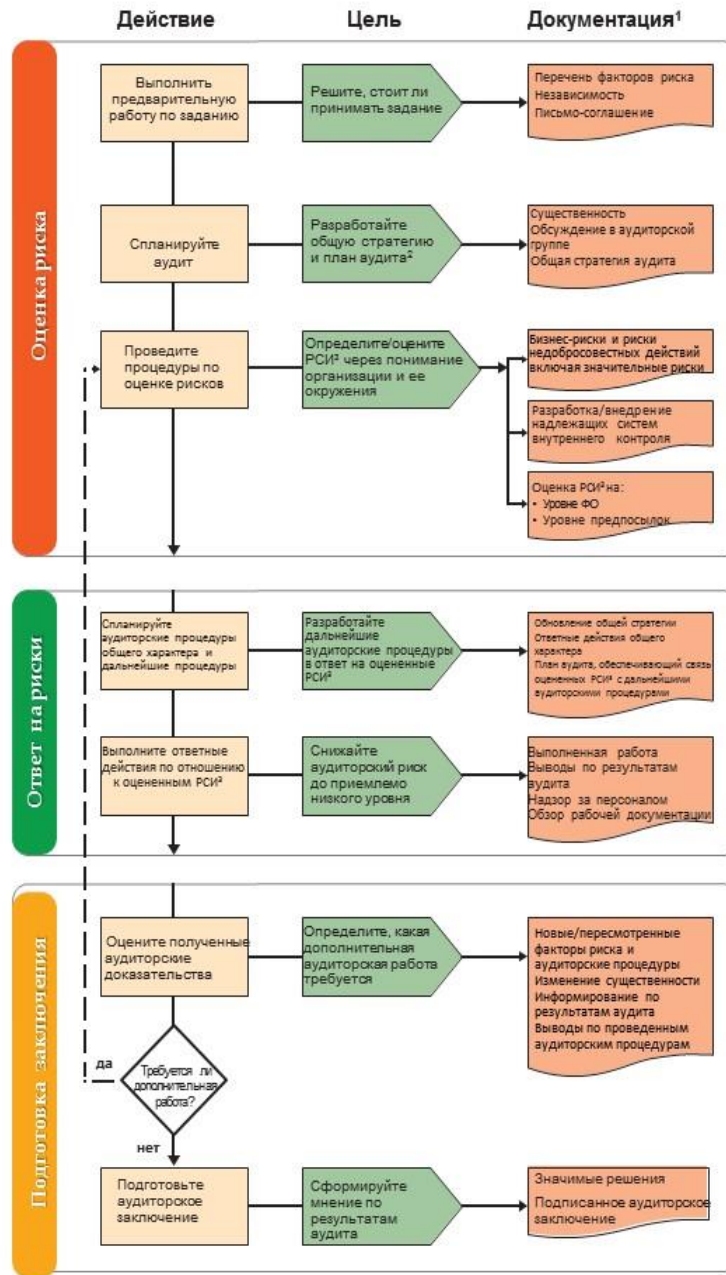 Действие
Цель
Документация¹
Оценка риска
Выполнить
предварительную
работу по заданию
Решите, стоит ли
принимать задание
Перечень факторов риска
Независимость
Письмо-соглашение
Спланируйте
аудит
Разработайте
общую стратегию
и план аудита²
Существенность
Обсуждение в аудиторской
группе
Общая стратегия аудита
Проведите
процедуры по
оценке рисков
Определите/оцените
РСИ³ через понимание
организации и ее
окружения
Бизнес-риски и риски
недобросовестных действий
включая значительные риски
Разработка/внедрение
надлежащих систем
внутреннего контроля
Оценка РСИ³ на:
• Уровне ФО
• Уровне предпосылок
Ответ на риски
Спланируйте
аудиторские процедуры
общего характера и
дальнейшие процедуры
Разработайте
дальнейшие
аудиторские процедуры
в ответ на оцененные
РСИ³
Обновление общей стратегии
Ответные действия общего
характера
План аудита, обеспечивающий связь
оцененных РСИ³ с дальнейшими
аудиторскими процедурами
Выполните ответные
действия по отношению
к оцененным РСИ³
Снижайте
аудиторский риск
до приемлемо
низкого уровня
Выполненная работа
Выводы по результатам
аудита
Надзор за персоналом
Обзор рабочей документации
Подготовка заключения
Оцените полученные
аудиторские
доказательства
Определите, какая
дополнительная
аудиторская работа
требуется
Новые/пересмотренные
факторы риска и
аудиторские процедуры
Изменение существенности
Информирование по
результатам аудита
Выводы по проведенным
аудиторским процедурам
да
Требуется ли
дополнительная
работа?
нет
Подготовьте
аудиторское
заключение
Сформируйте
мнение по
результатам
аудита
Значимые решения
Подписанное аудиторское
заключение